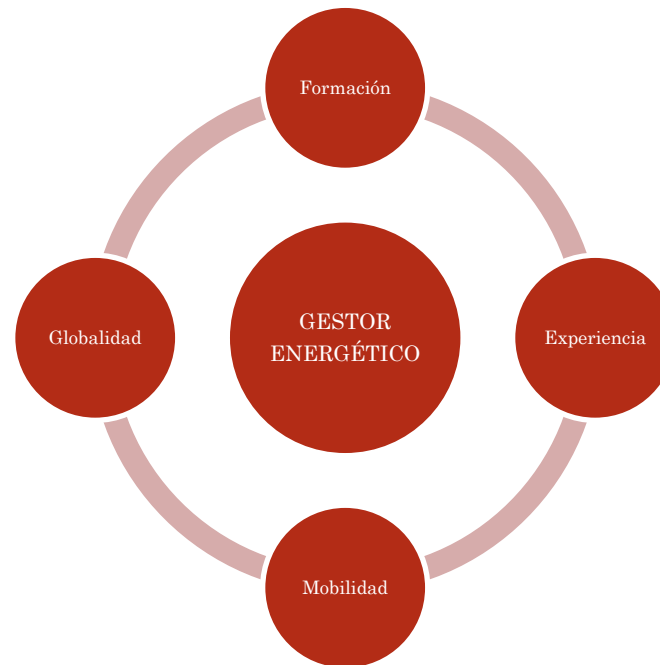 Formación
Globalidad
GESTOR
ENERGÉTICO
Experiencia
Mobilidad